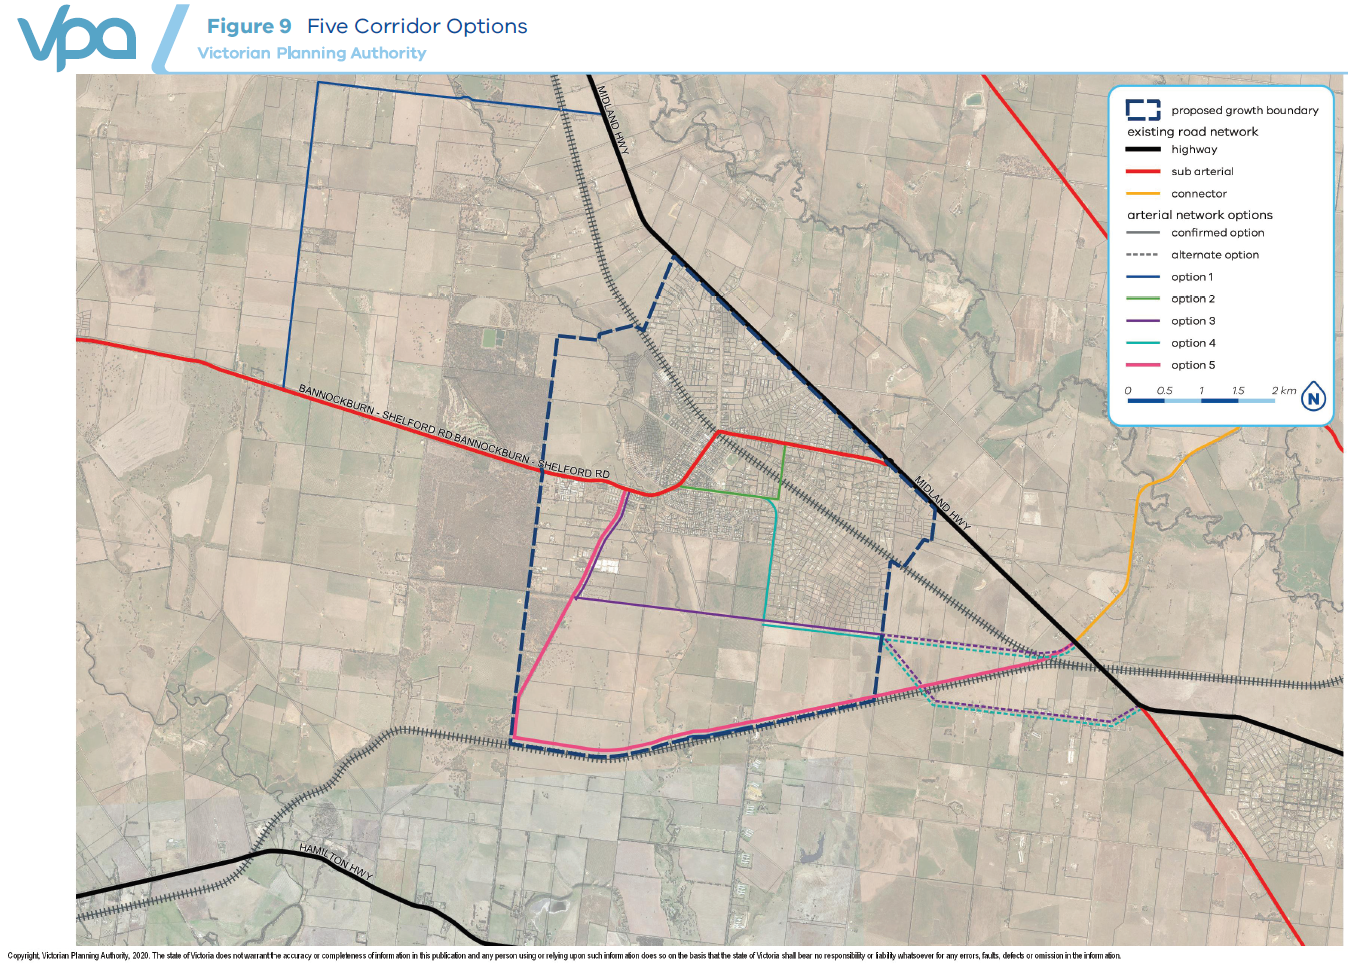 vpa
Figure 9 Five Corridor Options
Victorian Planning Authority
MIDLAND HWY
proposed growth boundary
existing road network
highway
sub arterial
connector
arterial network options
confirmed option
alternate option
option 1
option 2
option 3
option 4
option 5
0 0.5 1 1.5 2 km
N
BANNOCKBURN - SHELFORD RD BANNOCKBURN - SHELFORD RD
MIDLAND HWY
HAMILTON HWY
Copyright, Victorian Planning Authority, 2020. The state of Victoria does not warrant the accuracy or completeness of information in this publication and any person using or relying upon such information does so on the basis that the state of Victoria shall bear no responsibility or liability whatsoever for any errors, faults, defects or omission in the information.